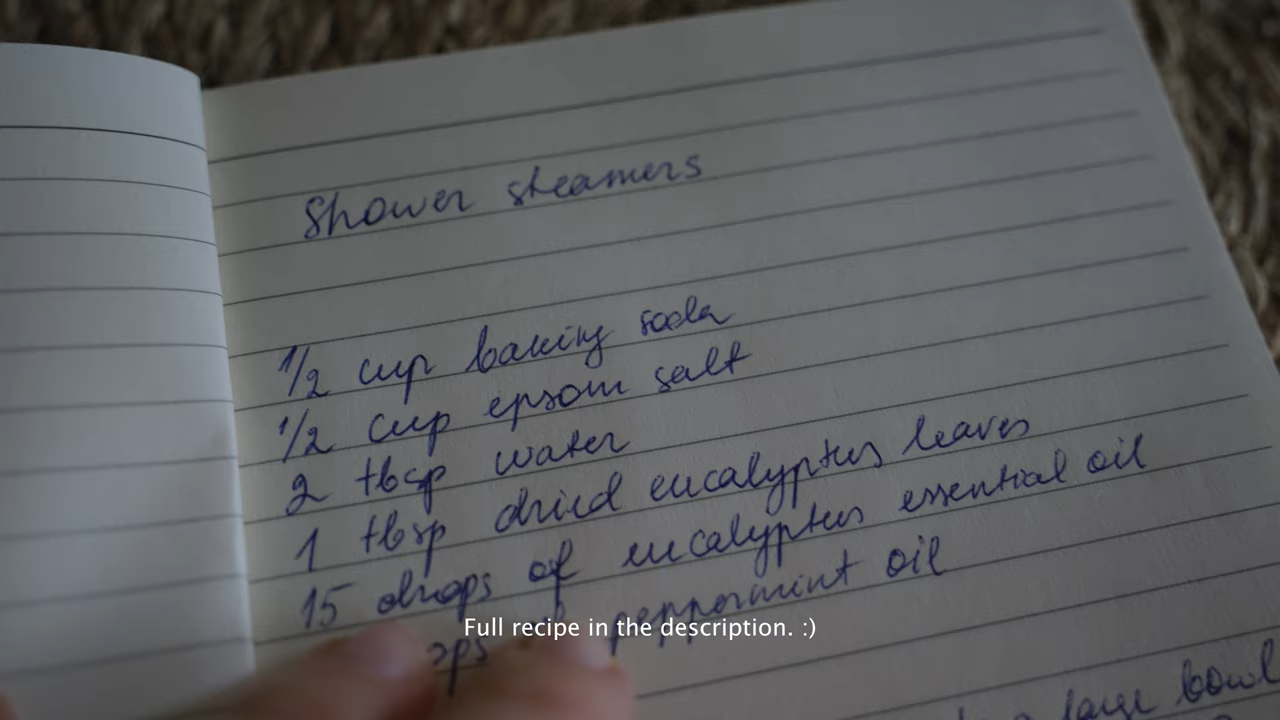 Shower steamers
1/2 cup baking soda
1/2 cup epsom salt
2 tbsp water
1 tbsp dried eucalyptus leaves
15 drops of eucalyptus essential oil
peppermint oil
large bowl
Full recipe in the description. :)